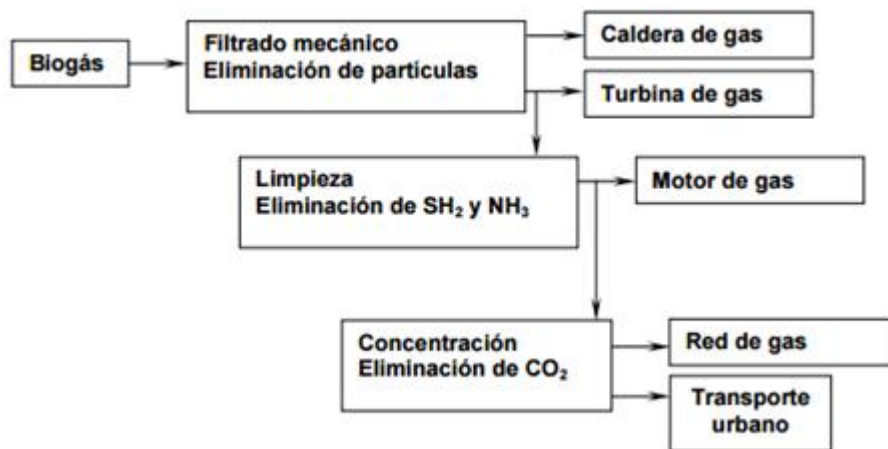 Biogás
Filtrado mecánico
Eliminación de partículas
Caldera de gas
Turbina de gas
Limpieza
Eliminación de SH₂ y NH₃
Motor de gas
Concentración
Eliminación de CO₂
Red de gas
Transporte
urbano